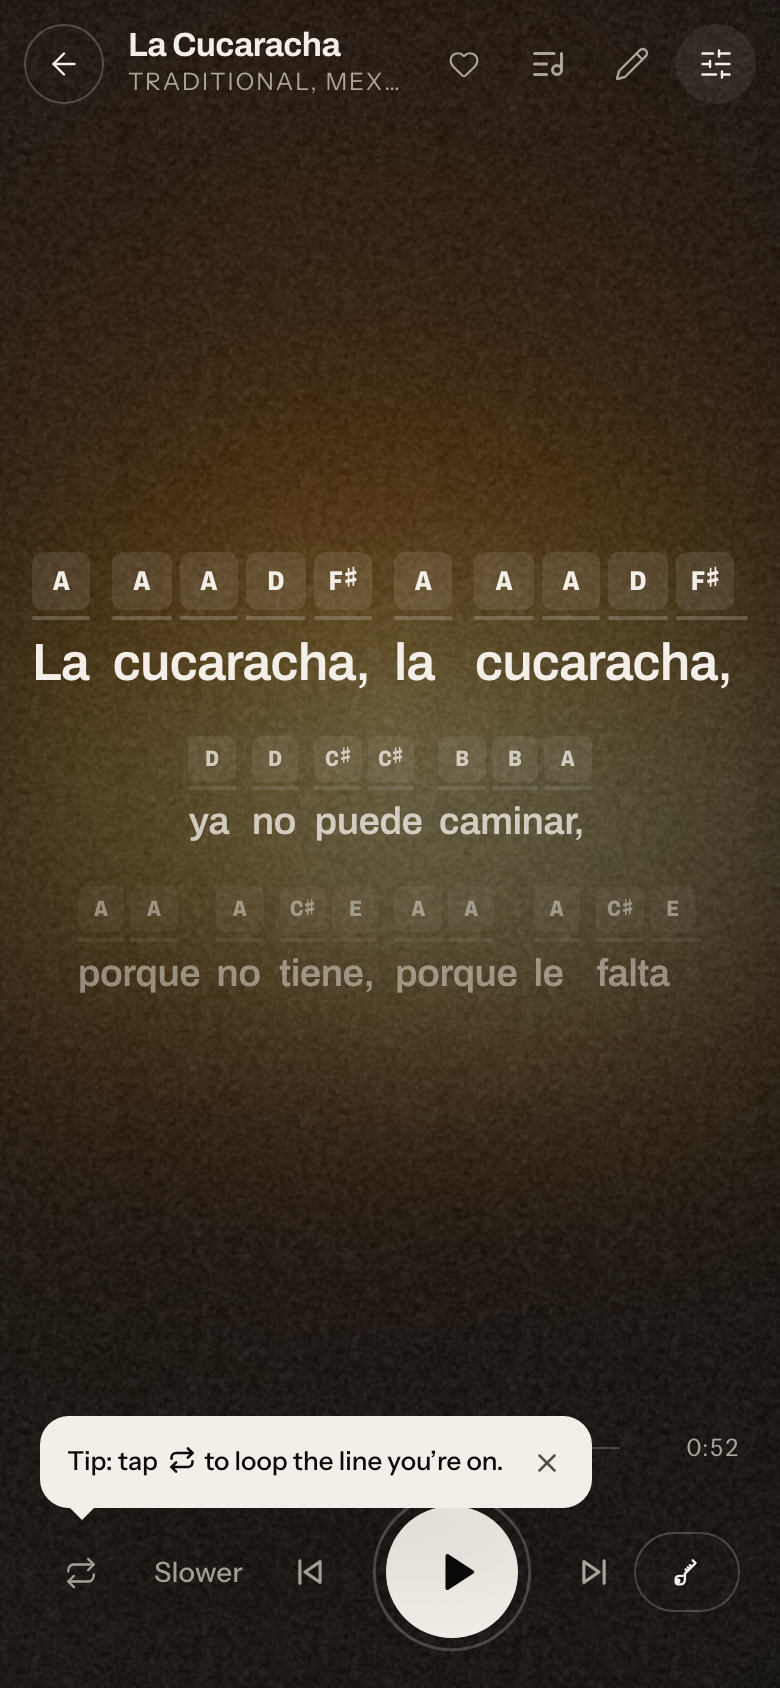 La Cucaracha
TRADITIONAL, MEX...
A A A D F♯ A A A D F♯
La cucaracha, la cucaracha,
D D C♯ C♯ B B A
ya no puede caminar,
A A A C♯ E A A A C♯ E
porque no tiene, porque le falta
Tip: tap to loop the line you’re on.
0:52
Slower